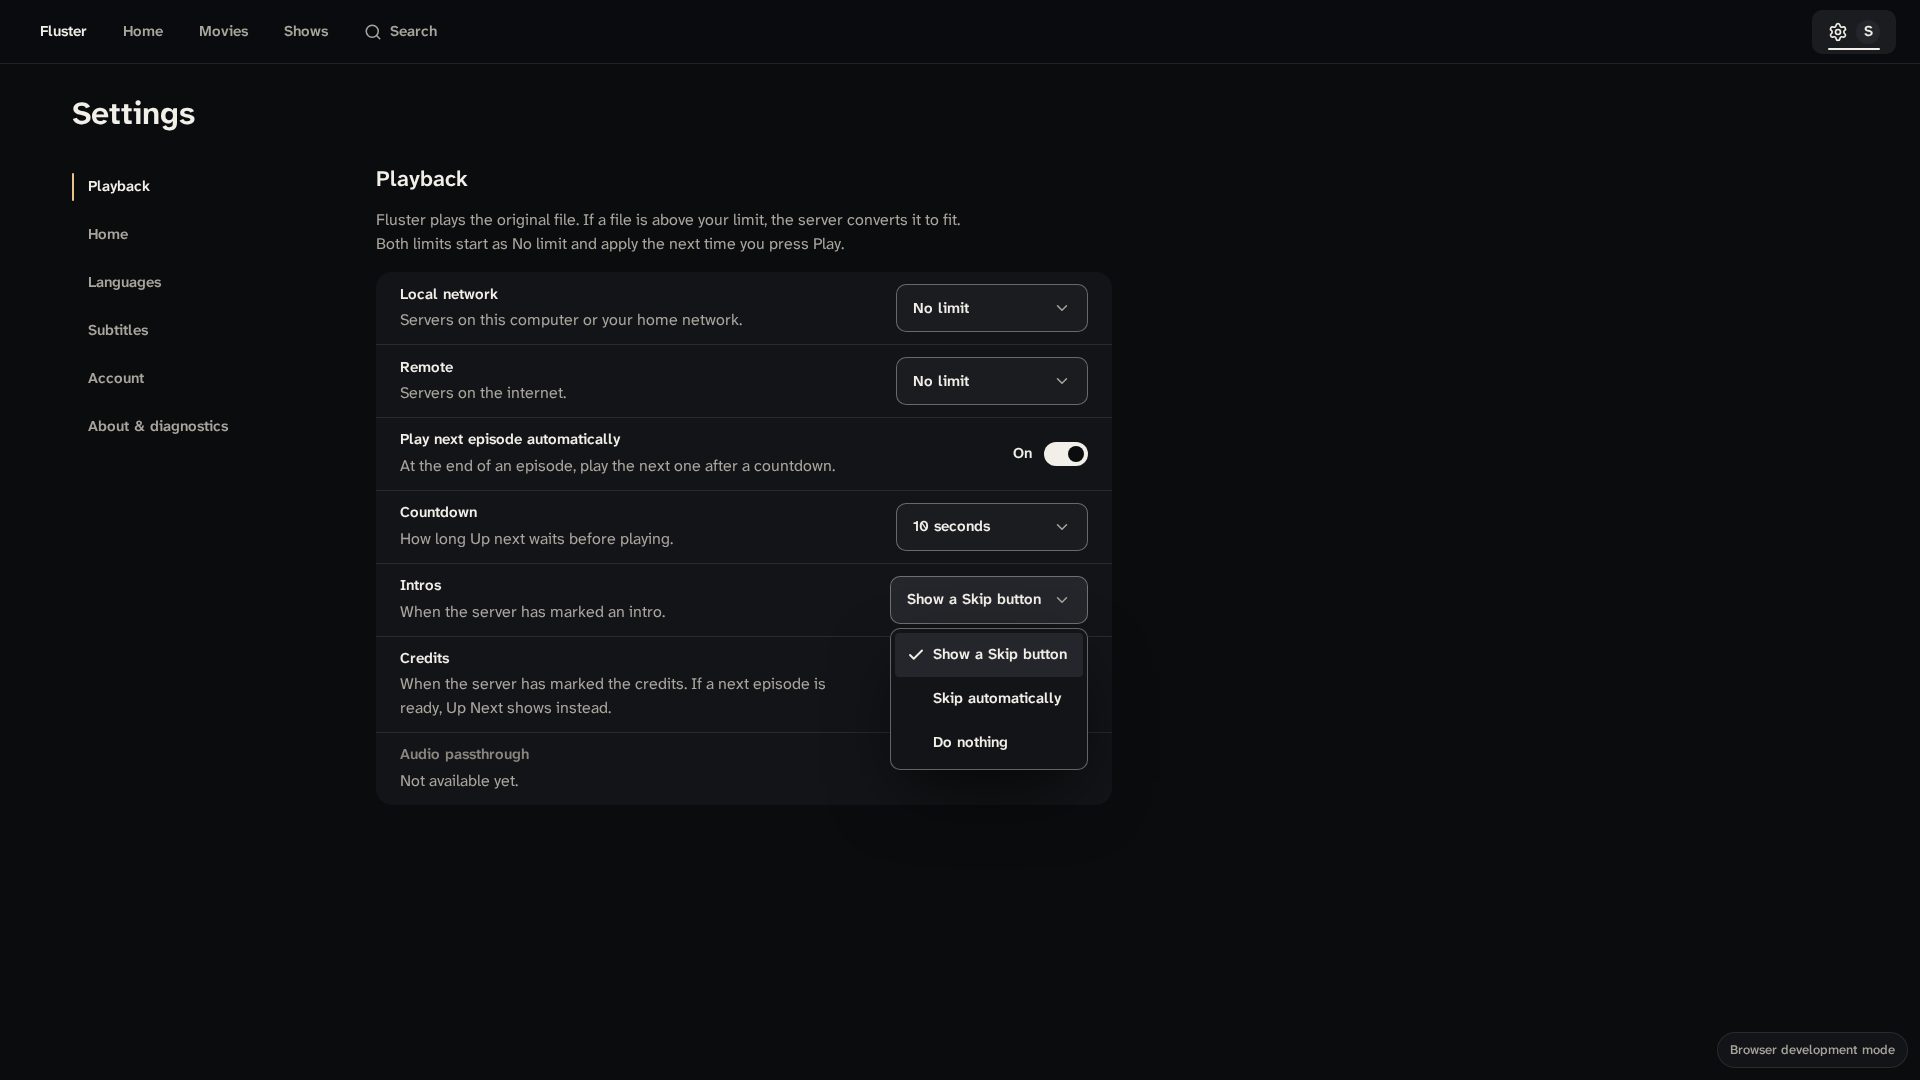 Fluster
Home
Movies
Shows
Search
S
Settings
Playback
Home
Languages
Subtitles
Account
About & diagnostics
Playback
Fluster plays the original file. If a file is above your limit, the server converts it to fit.
Both limits start as No limit and apply the next time you press Play.
Local network
Servers on this computer or your home network.
No limit
Remote
Servers on the internet.
No limit
Play next episode automatically
At the end of an episode, play the next one after a countdown.
On
Countdown
How long Up next waits before playing.
10 seconds
Intros
When the server has marked an intro.
Show a Skip button
Show a Skip button
Skip automatically
Do nothing
Credits
When the server has marked the credits. If a next episode is
ready, Up Next shows instead.
Audio passthrough
Not available yet.
Browser development mode